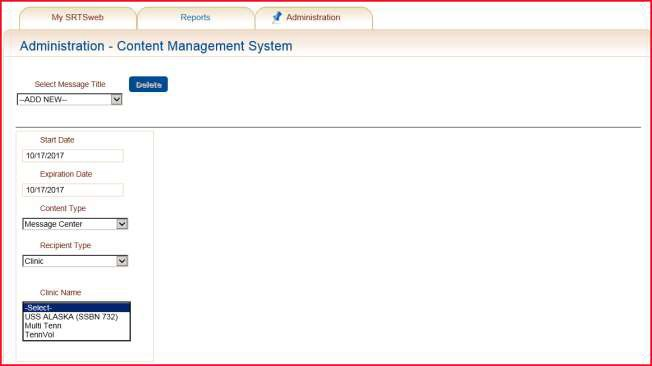 My SRTSweb
Reports
Administration
Administration - Content Management System
Select Message Title
Delete
--ADD NEW--
Start Date
10/17/2017
Expiration Date
10/17/2017
Content Type
Message Center
Recipient Type
Clinic
Clinic Name
-Select-
USS ALASKA (SSBN 732)
Multi Tenn
TennVol